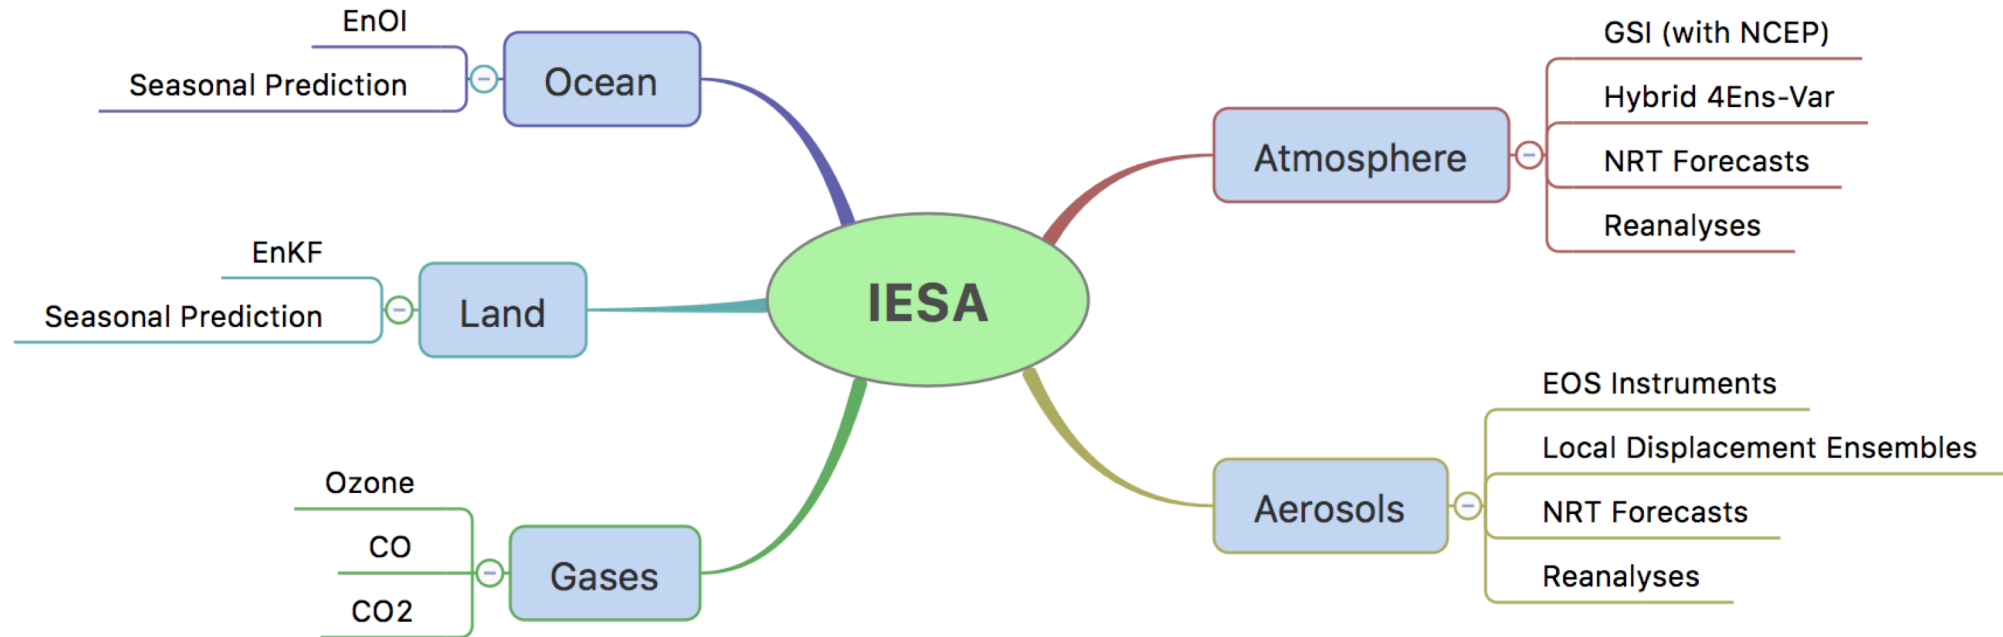 EnOI
Seasonal Prediction
Ocean
EnKF
Seasonal Prediction
Land
Ozone
CO
CO2
Gases
IESA
Atmosphere
GSI (with NCEP)
Hybrid 4Ens-Var
NRT Forecasts
Reanalyses
Aerosols
EOS Instruments
Local Displacement Ensembles
NRT Forecasts
Reanalyses